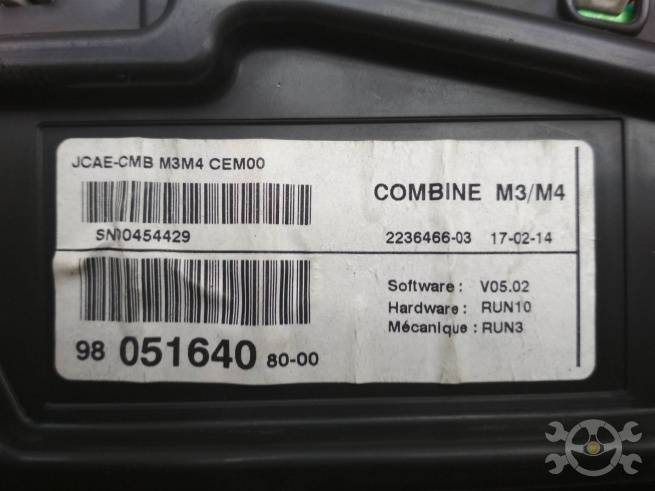 JCAE-CMB M3M4 CEM00
COMBINE M3/M4
SN10454429
2236466-03 17-02-14
Software : V05.02
Hardware : RUN10
Mécanique : RUN3
98 051640 80-00